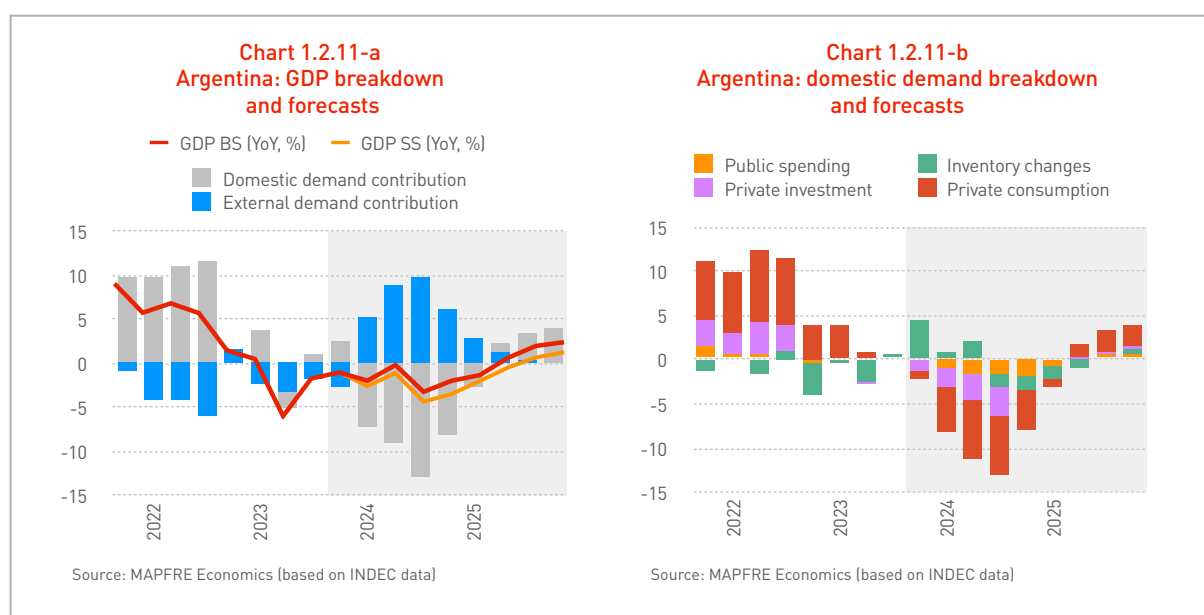 Chart 1.2.11-a
Argentina: GDP breakdown
and forecasts
GDP BS (YoY, %) GDP SS (YoY, %)
Domestic demand contribution
External demand contribution
15
10
5
0
-5
-10
-15
2022 2023 2024 2025
Source: MAPFRE Economics (based on INDEC data)
Chart 1.2.11-b
Argentina: domestic demand breakdown
and forecasts
Public spending Inventory changes
Private investment Private consumption
15
10
5
0
-5
-10
-15
2022 2023 2024 2025
Source: MAPFRE Economics (based on INDEC data)